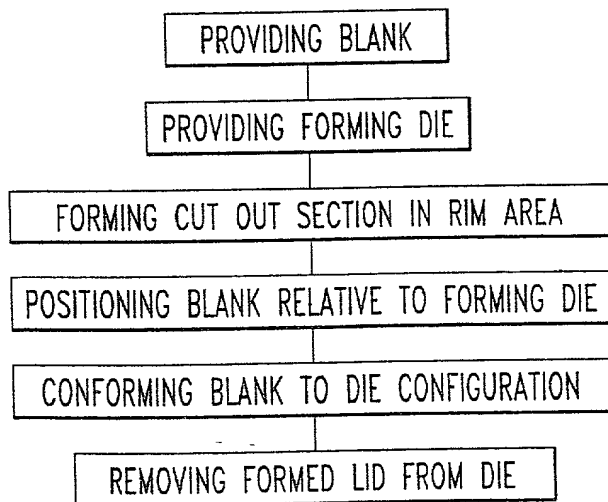 PROVIDING BLANK
PROVIDING FORMING DIE
FORMING CUT OUT SECTION IN RIM AREA
POSITIONING BLANK RELATIVE TO FORMING DIE
CONFORMING BLANK TO DIE CONFIGURATION
REMOVING FORMED LID FROM DIE